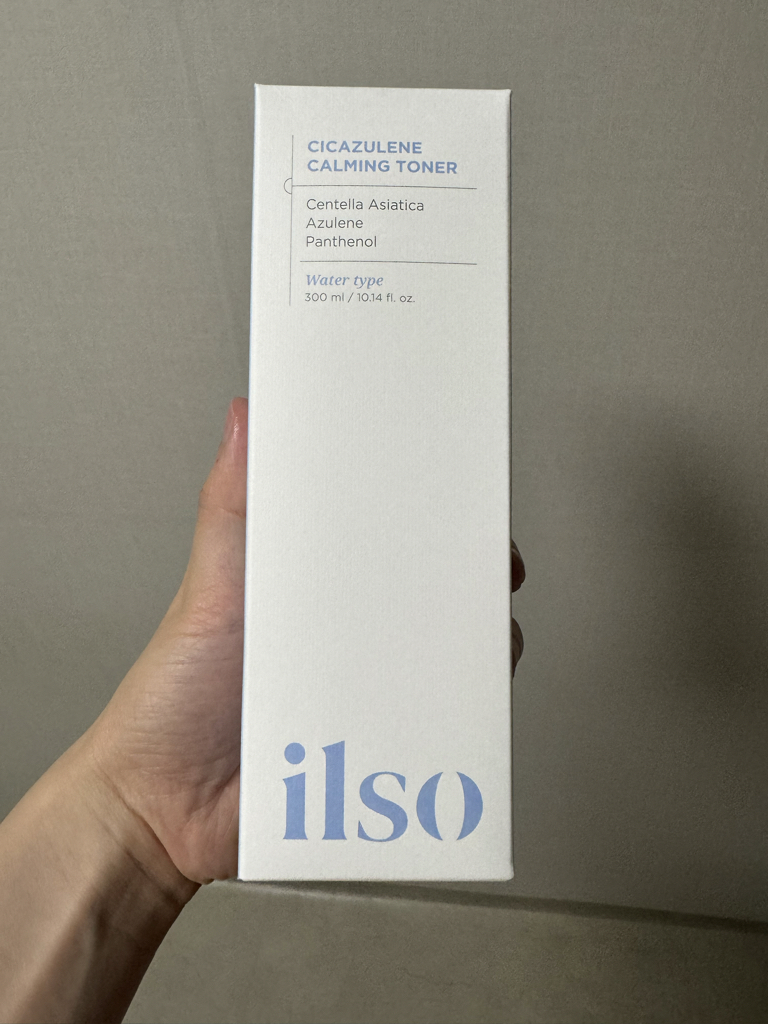 CICAZULENE
CALMING TONER
Centella Asiatica
Azulene
Panthenol
Water type
300 ml / 10.14 fl. oz.
ilso